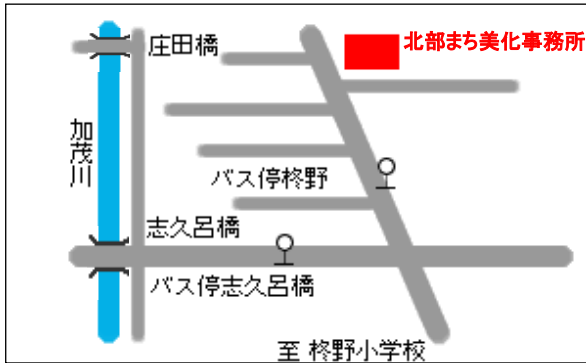 庄田橋
北部まち美化事務所
加茂川
バス停柊野
志久呂橋
バス停志久呂橋
至 柊野小学校